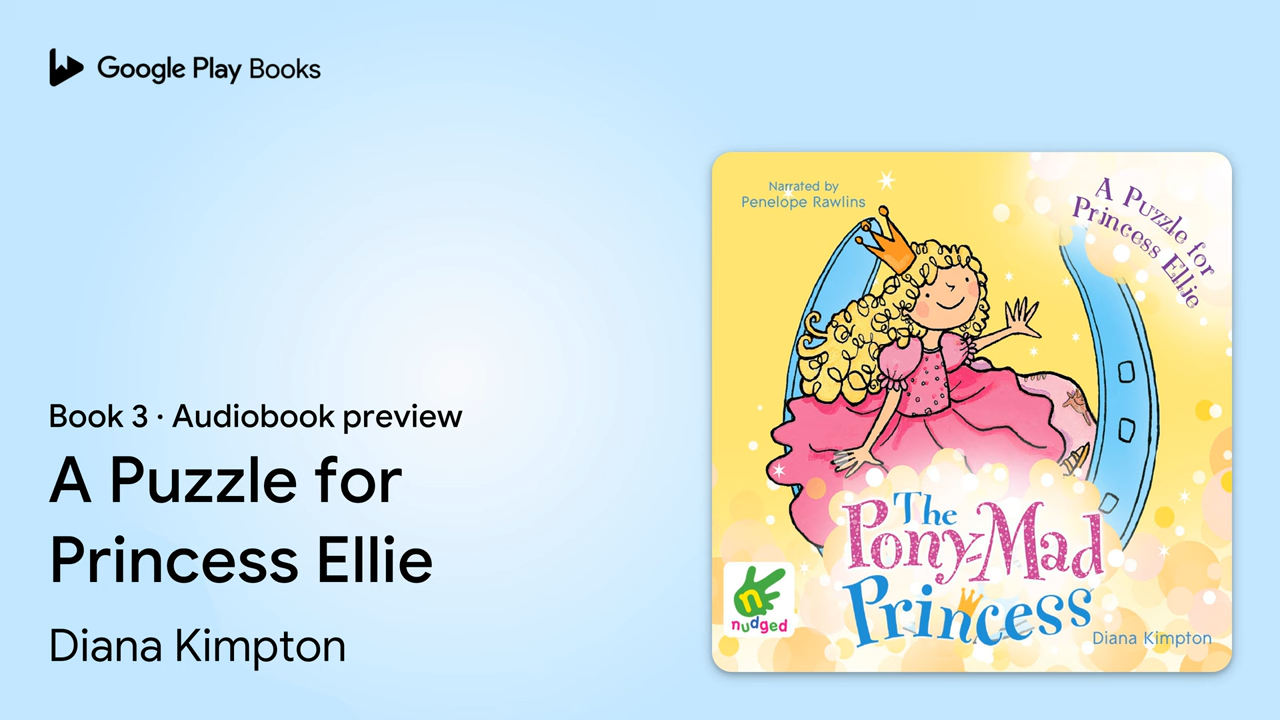 Google Play Books
Book 3 · Audiobook preview
A Puzzle for
Princess Ellie
Diana Kimpton
Narrated by
Penelope Rawlins
A Puzzle for
Princess Ellie
The
Pony-Mad
Princess
nudged
Diana Kimpton